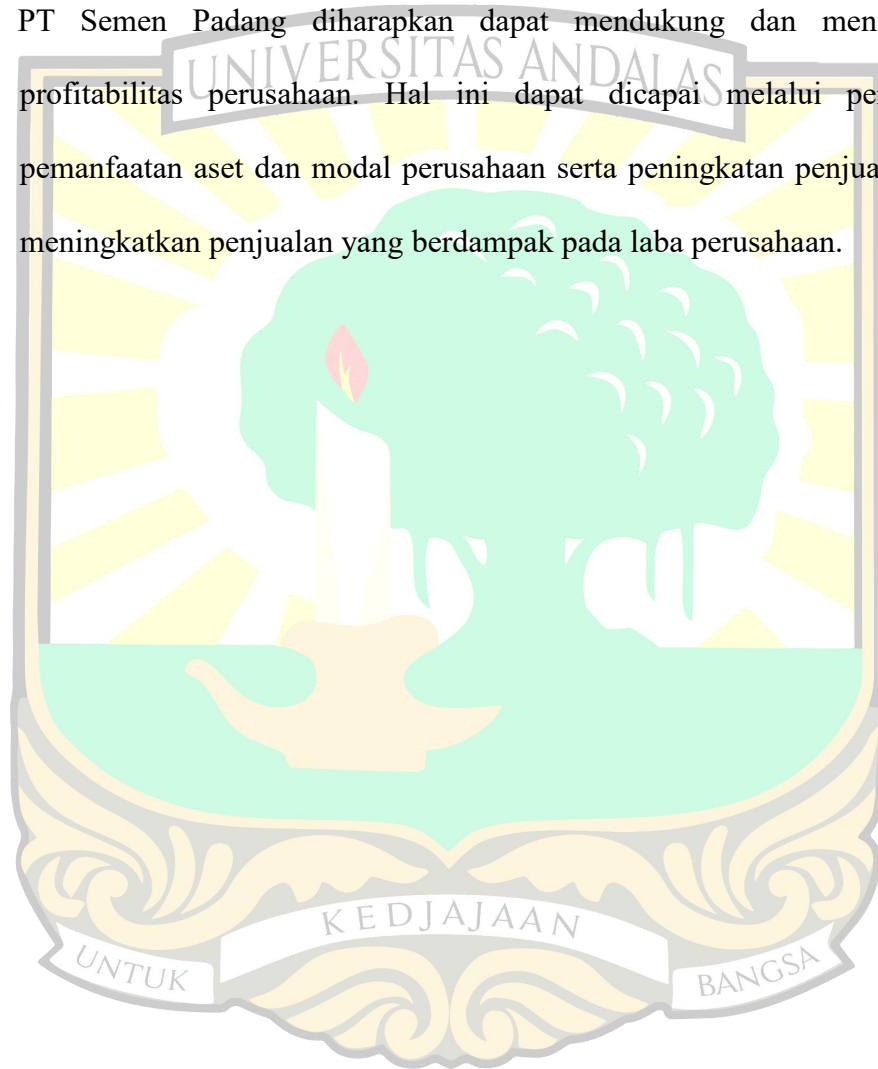 PT Semen Padang diharapkan dapat mendukung dan men
UNIVERSITAS ANDALAS
profitabilitas perusahaan. Hal ini dapat dicapai melalui pe
pemanfaatan aset dan modal perusahaan serta peningkatan penjua
meningkatkan penjualan yang berdampak pada laba perusahaan.
KEDJAJAAN
UNTUK
BANGSA